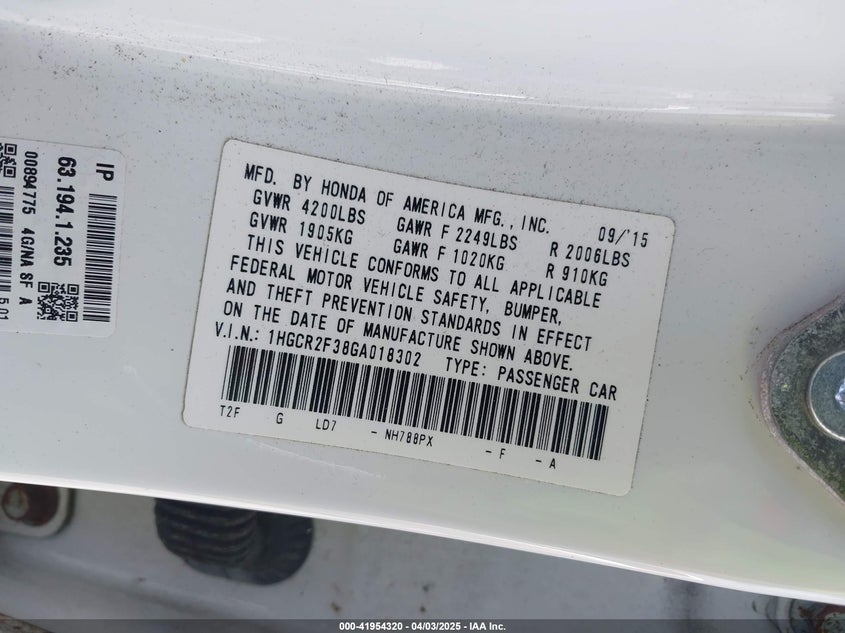 MFD. BY HONDA OF AMERICA MFG., INC. 09/'15
GVWR 4200LBS GAWR F 2249LBS R 2006LBS
GVWR 1905KG GAWR F 1020KG R 910KG
THIS VEHICLE CONFORMS TO ALL APPLICABLE
FEDERAL MOTOR VEHICLE SAFETY, BUMPER,
AND THEFT PREVENTION STANDARDS IN EFFECT
ON THE DATE OF MANUFACTURE SHOWN ABOVE.
V.I.N.: 1HGCR2F38GA018302 TYPE: PASSENGER CAR
T2F G LD7 - NH788PX - F - A
IP
63.194.1.235
00894775 4G/NA SF A
000-41954320 | 04/03/2025 | IAA Inc.